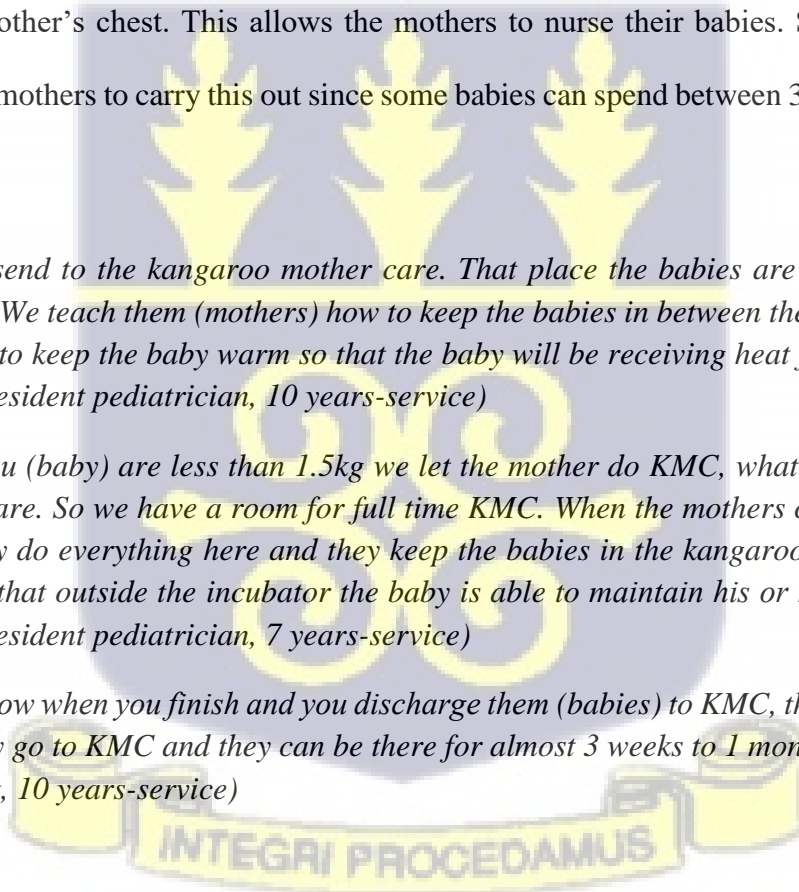 other's chest. This allows the mothers to nurse their babies. S
mothers to carry this out since some babies can spend between 3
send to the kangaroo mother care. That place the babies are
We teach them (mothers) how to keep the babies in between the
to keep the baby warm so that the baby will be receiving heat
esident pediatrician, 10 years-service)
u (baby) are less than 1.5kg we let the mother do KMC, what
are. So we have a room for full time KMC. When the mothers
y do everything here and they keep the babies in the kangaroo
that outside the incubator the baby is able to maintain his or
esident pediatrician, 7 years-service)
ow when you finish and you discharge them (babies) to KMC, th
y go to KMC and they can be there for almost 3 weeks to 1 mon
, 10 years-service)
INTEGRI PROCEDAMUS